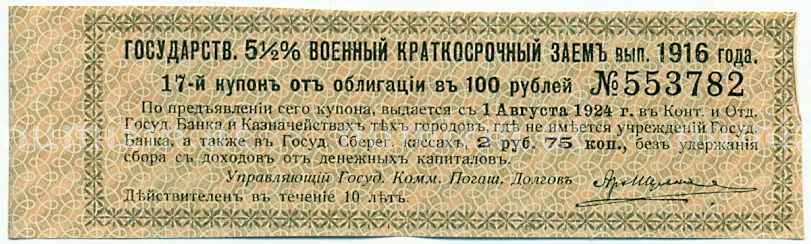 ГОСУДАРСТВ. 5½% ВОЕННЫЙ КРАТКОСРОЧНЫЙ ЗАЕМЪ вып. 1916 года.
17-й купонъ отъ облигаціи въ 100 рублей №553782
По предъявленіи сего купона, выдается съ 1 Августа 1924 г. въ Конт. и Отд.
Госуд. Банка и Казначействахъ тѣхъ городовъ, гдѣ не имѣется учрежденій Госуд.
Банка, а также въ Госуд. Сберег. кассахъ, 2 руб. 75 коп., безъ удержанія
сбора съ доходовъ отъ денежныхъ капиталовъ.
Управляющій Госуд. Комм. Погаш. Долговъ
Дѣйствителенъ въ теченіе 10 лѣтъ.